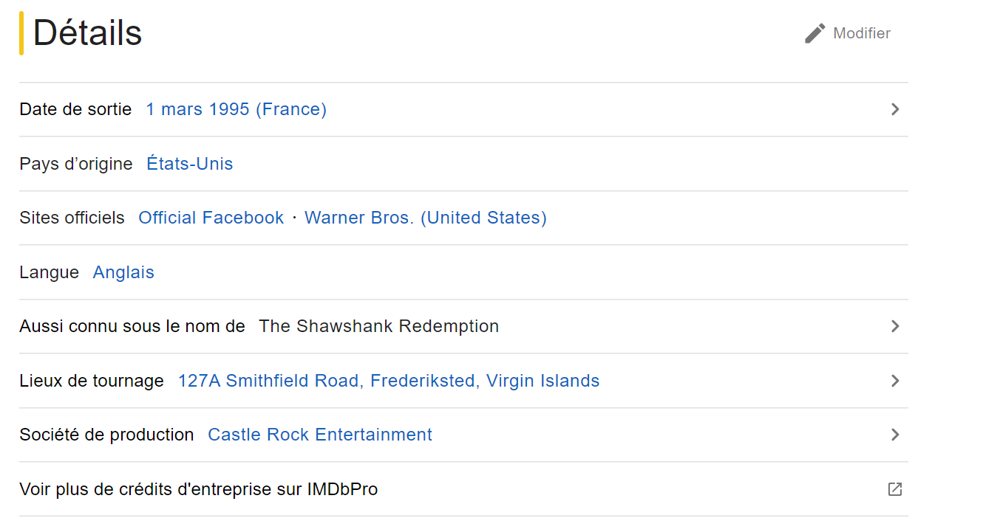 Détails
Modifier
Date de sortie 1 mars 1995 (France)
Pays d’origine États-Unis
Sites officiels Official Facebook · Warner Bros. (United States)
Langue Anglais
Aussi connu sous le nom de The Shawshank Redemption
Lieux de tournage 127A Smithfield Road, Frederiksted, Virgin Islands
Société de production Castle Rock Entertainment
Voir plus de crédits d'entreprise sur IMDbPro